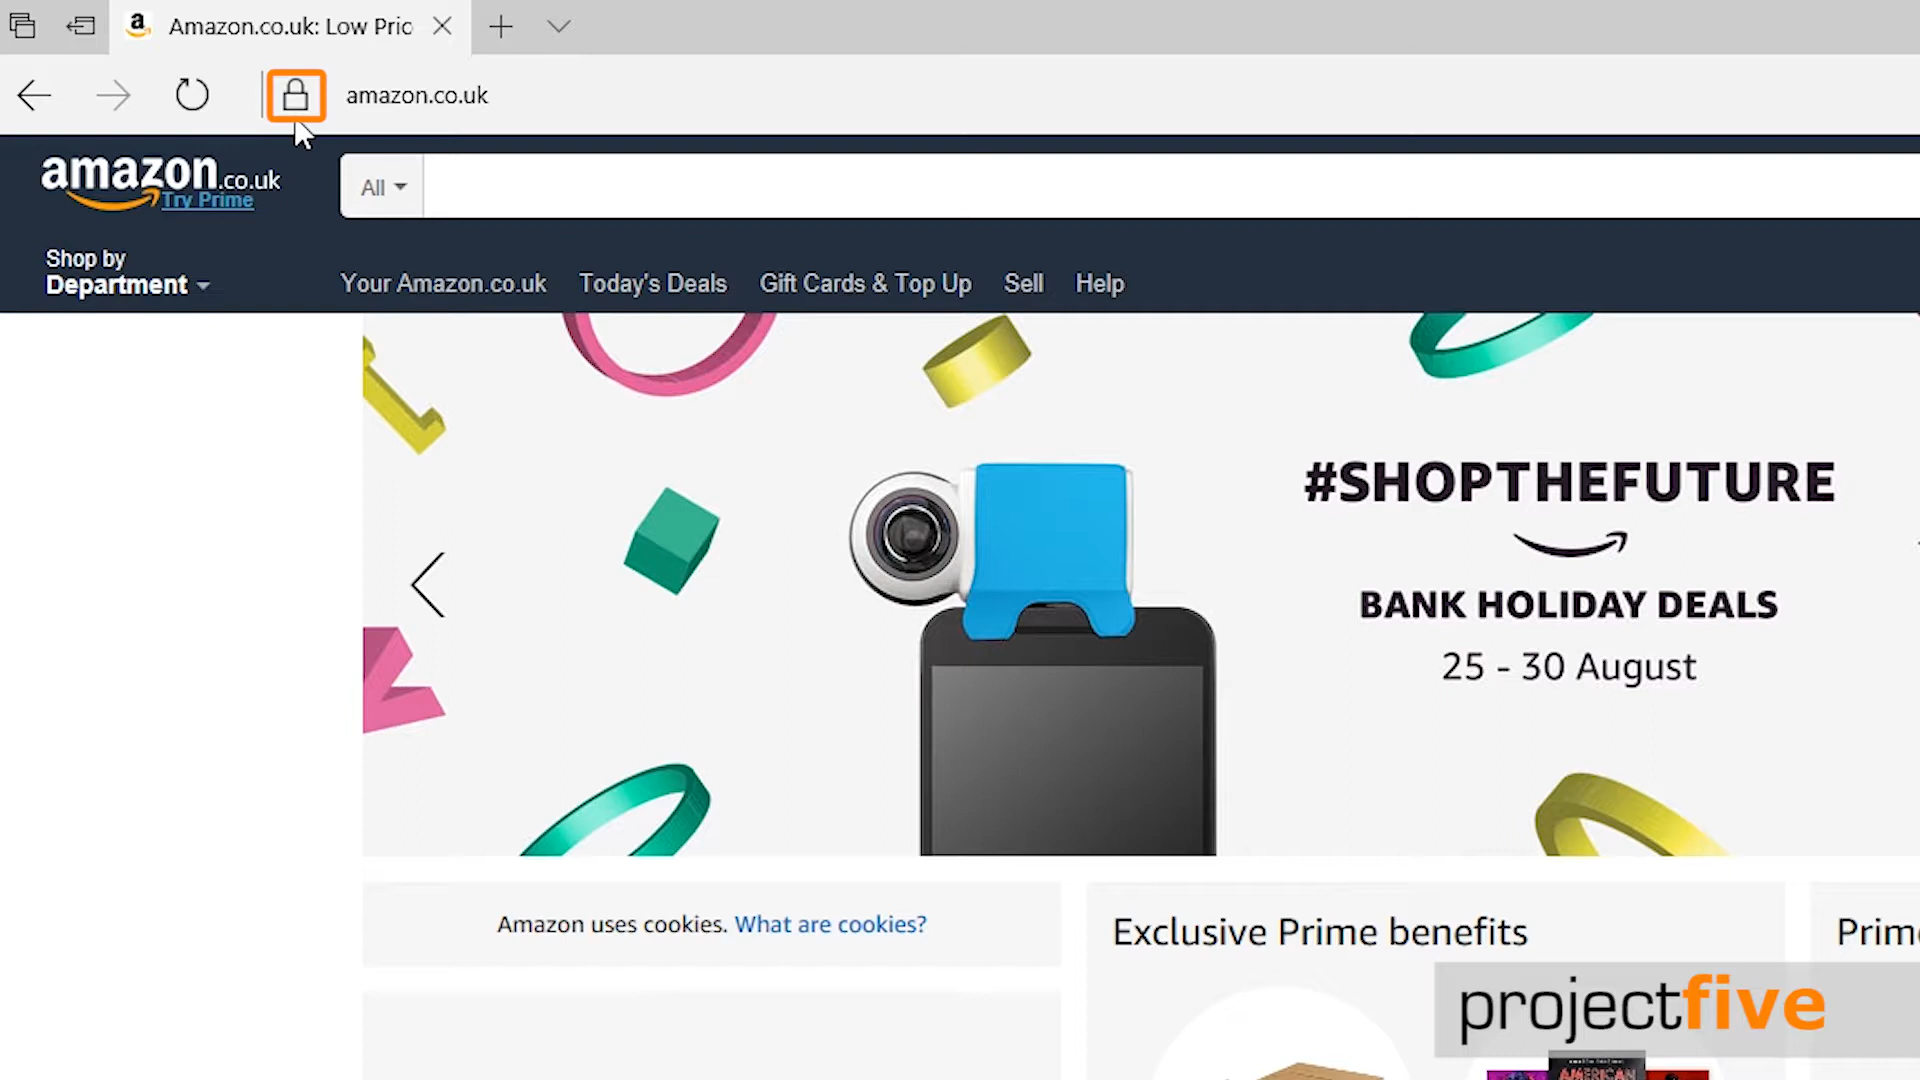 Amazon.co.uk: Low Pric
amazon.co.uk
amazon.co.uk
Try Prime
All
Shop by
Department
Your Amazon.co.uk Today's Deals Gift Cards & Top Up Sell Help
#SHOPTHEFUTURE
BANK HOLIDAY DEALS
25 - 30 August
Amazon uses cookies. What are cookies?
Exclusive Prime benefits
Prime
projectfive
AMERICAN